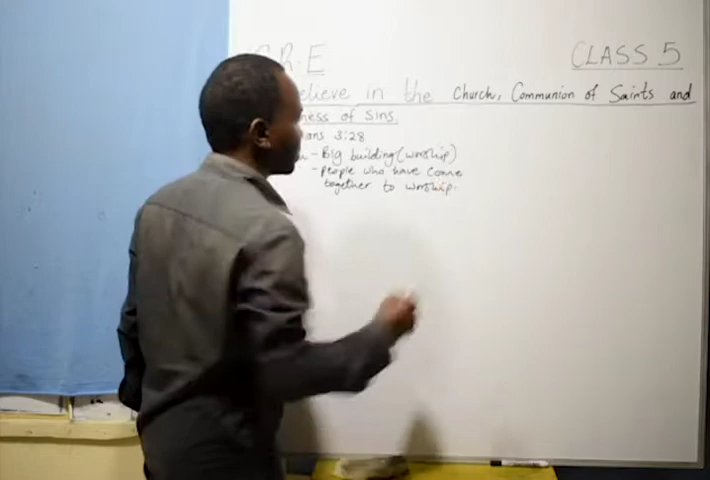 C.R.E CLASS 5
believe in the Church, Communion of Saints and
ness of Sins.
ans 3:28
- Big building (worship)
- people who have come
together to worship.